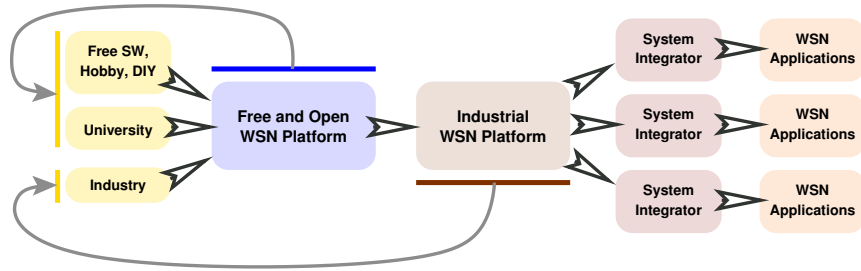 Free SW,
Hobby, DIY
University
Industry
Free and Open
WSN Platform
Industrial
WSN Platform
System
Integrator
WSN
Applications
System
Integrator
WSN
Applications
System
Integrator
WSN
Applications